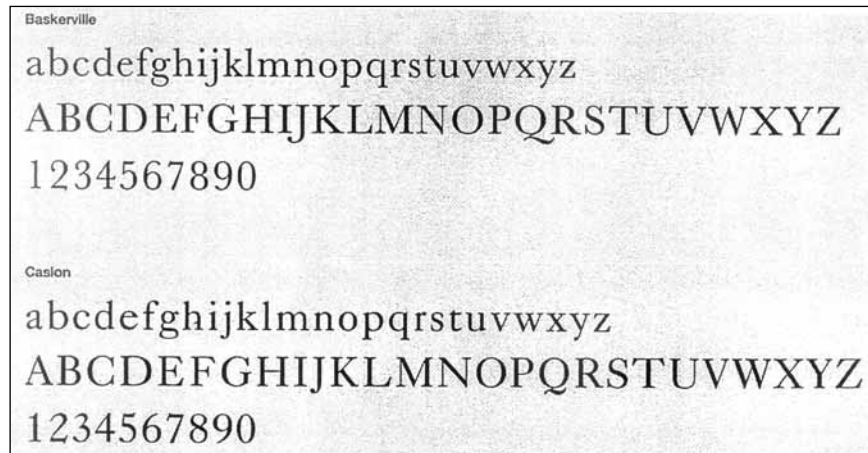 Baskerville
abcdefghijklmnopqrstuvwxyz
ABCDEFGHIJKLMNOPQRSTUVWXYZ
1234567890
Caslon
abcdefghijklmnopqrstuvwxyz
ABCDEFGHIJKLMNOPQRSTUVWXYZ
1234567890